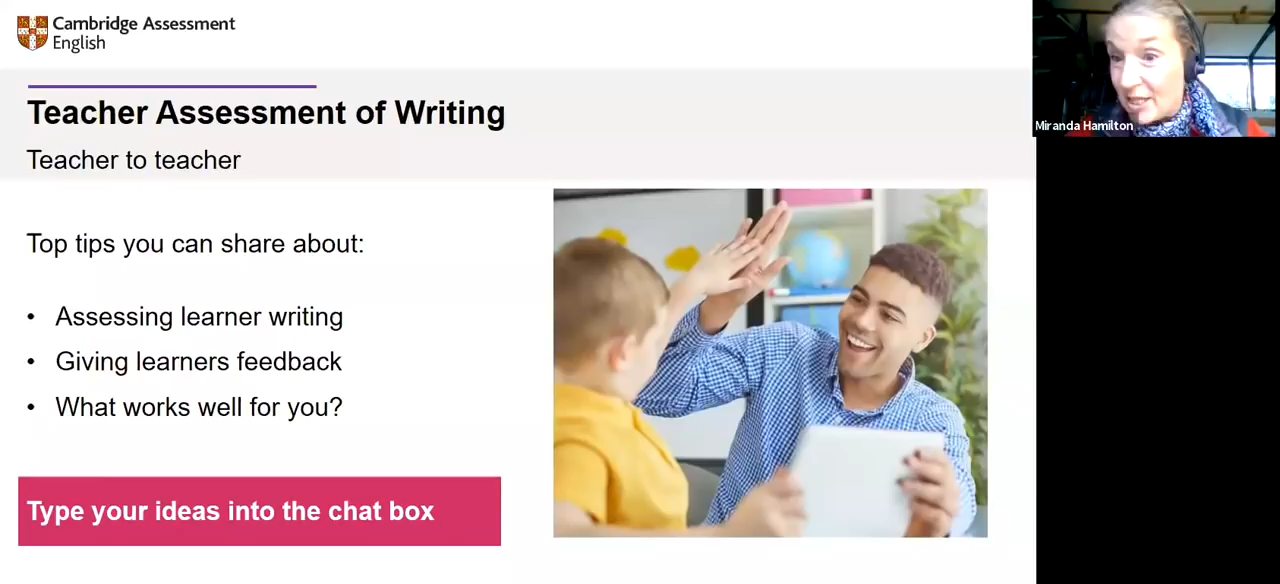 Cambridge Assessment
English
Teacher Assessment of Writing
Teacher to teacher
Top tips you can share about:
• Assessing learner writing
• Giving learners feedback
• What works well for you?
Type your ideas into the chat box
Miranda Hamilton